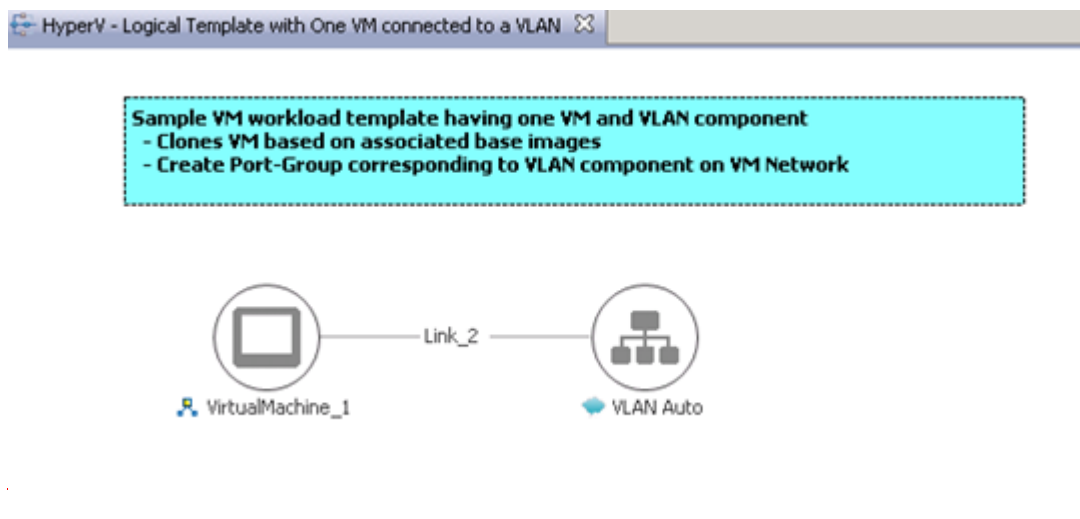 HyperV - Logical Template with One VM connected to a VLAN
Sample VM workload template having one VM and VLAN component
- Clones VM based on associated base images
- Create Port-Group corresponding to VLAN component on VM Network
Link_2
VirtualMachine_1
VLAN Auto